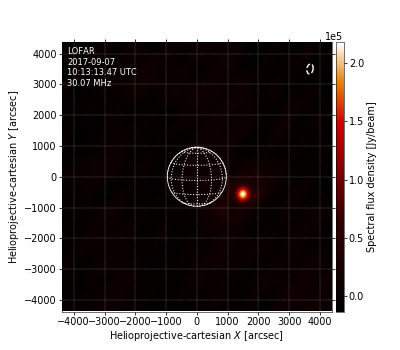 1e5
LOFAR
2017-09-07
10:13:13.47 UTC
30.07 MHz
4000
3000
2000
1000
0
−1000
−2000
−3000
−4000
Helioprojective-cartesian Y [arcsec]
−4000−3000−2000−1000 0 1000 2000 3000 4000
Helioprojective-cartesian X [arcsec]
2.0
1.5
1.0
0.5
0.0
Spectral flux density [Jy/beam]